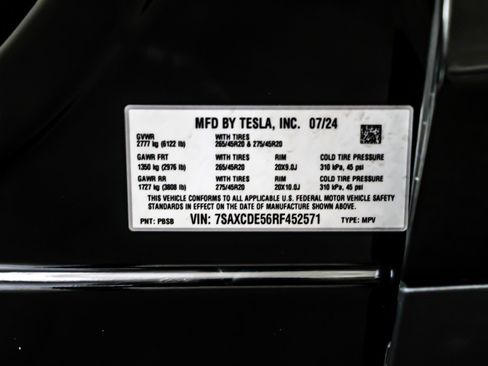 MFD BY TESLA, INC. 07/24
GVWR WITH TIRES
2777 kg (6122 lb) 265/45R20 & 275/45R20
GAWR FRT WITH TIRES RIM COLD TIRE PRESSURE
1350 kg (2976 lb) 265/45R20 20X9.0J 310 kPa, 45 psi
GAWR RR WITH TIRES RIM COLD TIRE PRESSURE
1727 kg (3808 lb) 275/45R20 20X10.0J 310 kPa, 45 psi
THIS VEHICLE CONFORMS TO ALL APPLICABLE U.S. FEDERAL MOTOR VEHICLE SAFETY
STANDARDS IN EFFECT ON THE DATE OF MANUFACTURE SHOWN ABOVE.
PNT: PBSB VIN: 7SAXCDE56RF452571 TYPE: MPV